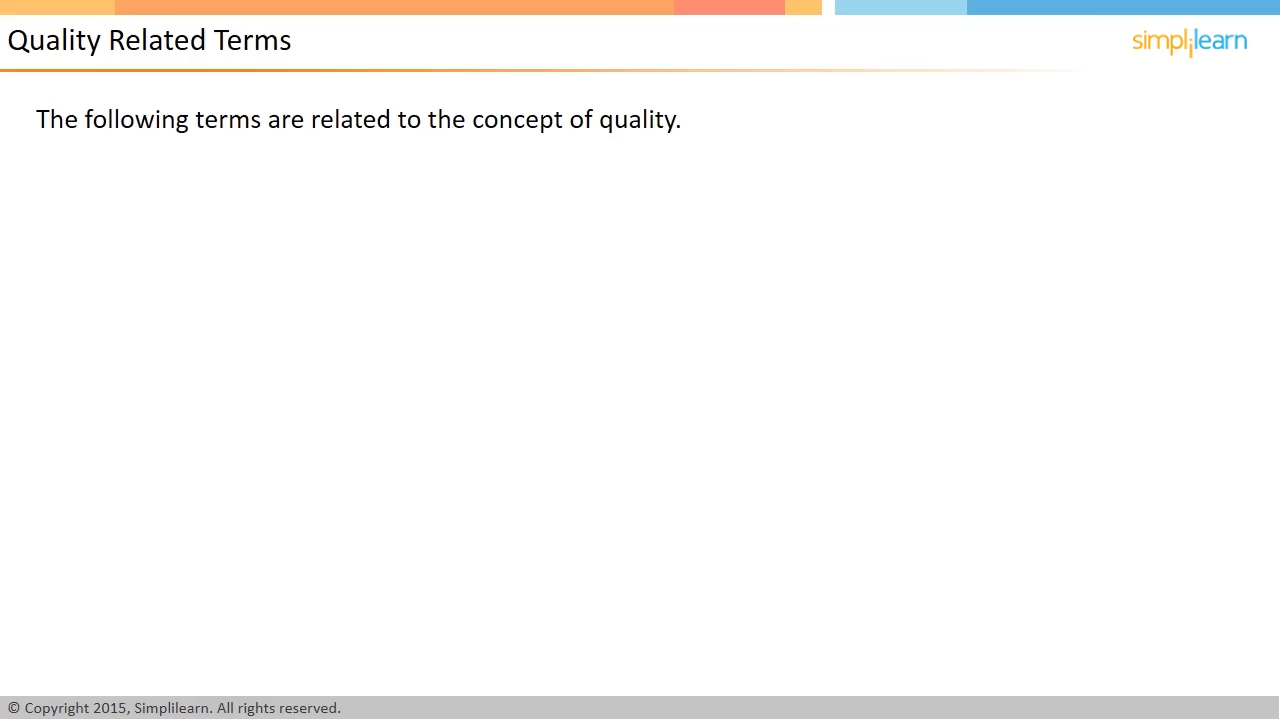 Quality Related Terms
simplilearn
The following terms are related to the concept of quality.
© Copyright 2015, Simplilearn. All rights reserved.